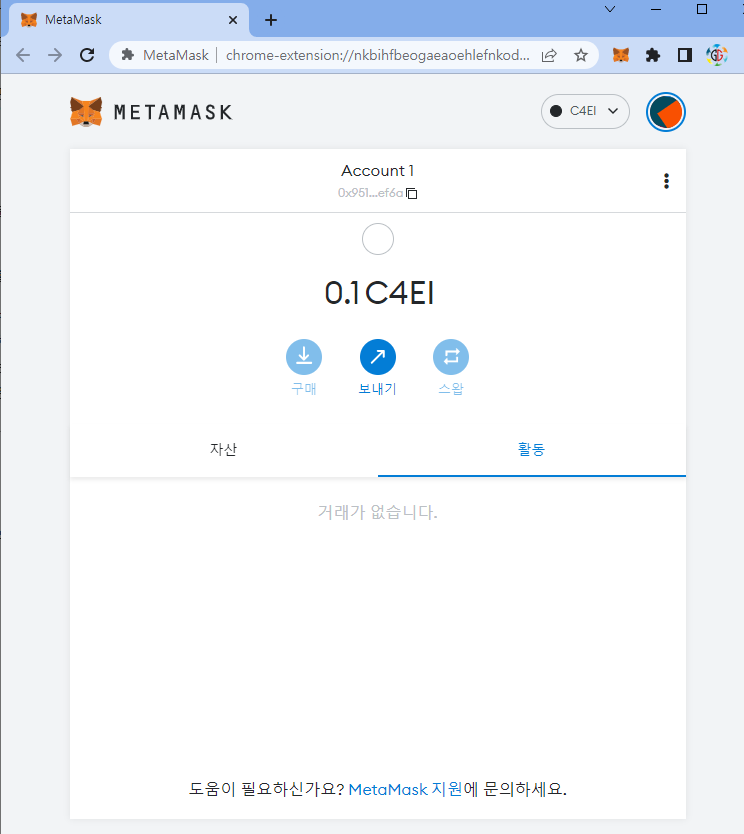 MetaMask
MetaMask | chrome-extension://nkbihfbeogaeaoehlefnkod...
METAMASK
C4EI
Account 1
0x951...ef6a
0.1 C4EI
구매 보내기 스왑
자산 활동
거래가 없습니다.
도움이 필요하신가요? MetaMask 지원에 문의하세요.